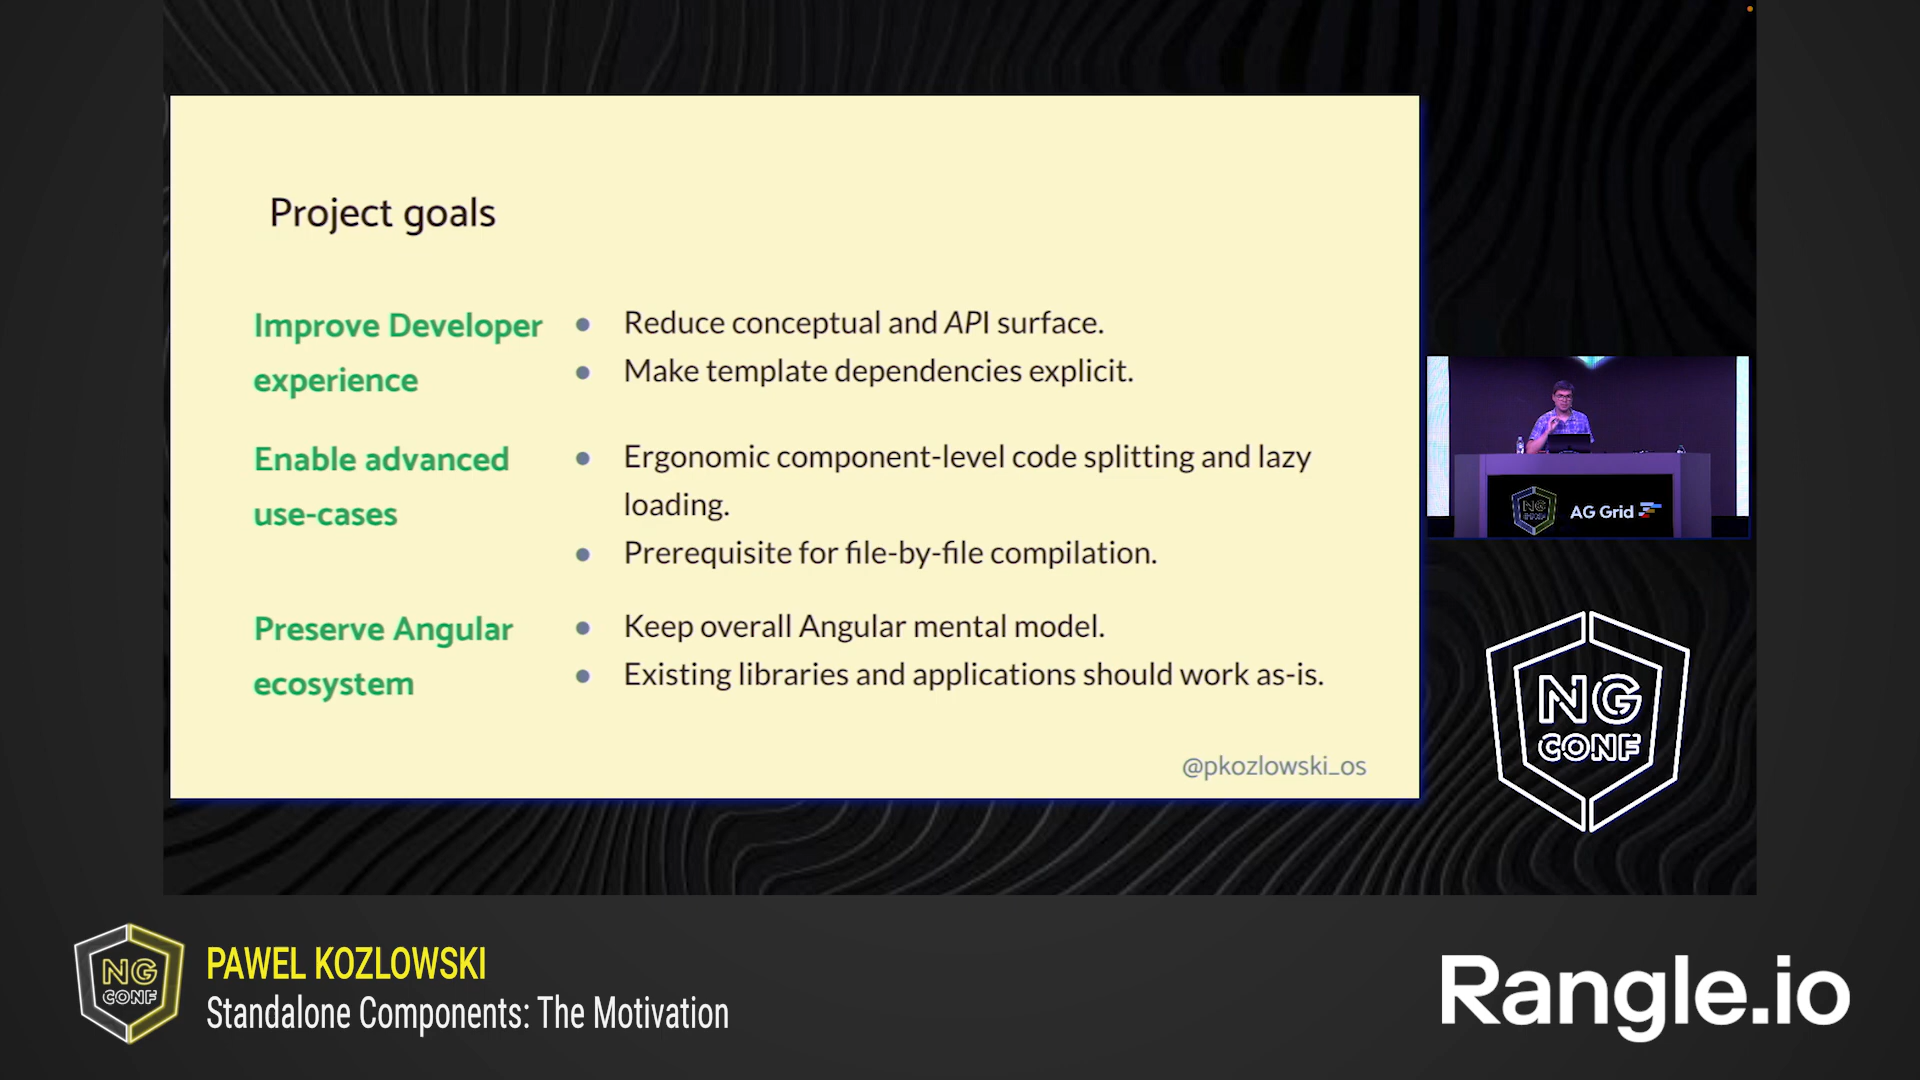 Project goals
Improve Developer
experience
Reduce conceptual and API surface.
Make template dependencies explicit.
Enable advanced
use-cases
Ergonomic component-level code splitting and lazy
loading.
Prerequisite for file-by-file compilation.
Preserve Angular
ecosystem
Keep overall Angular mental model.
Existing libraries and applications should work as-is.
@pkozlowski_os
NG
CONF
AG Grid
NG
CONF
NG
CONF
PAWEL KOZLOWSKI
Standalone Components: The Motivation
Rangle.io